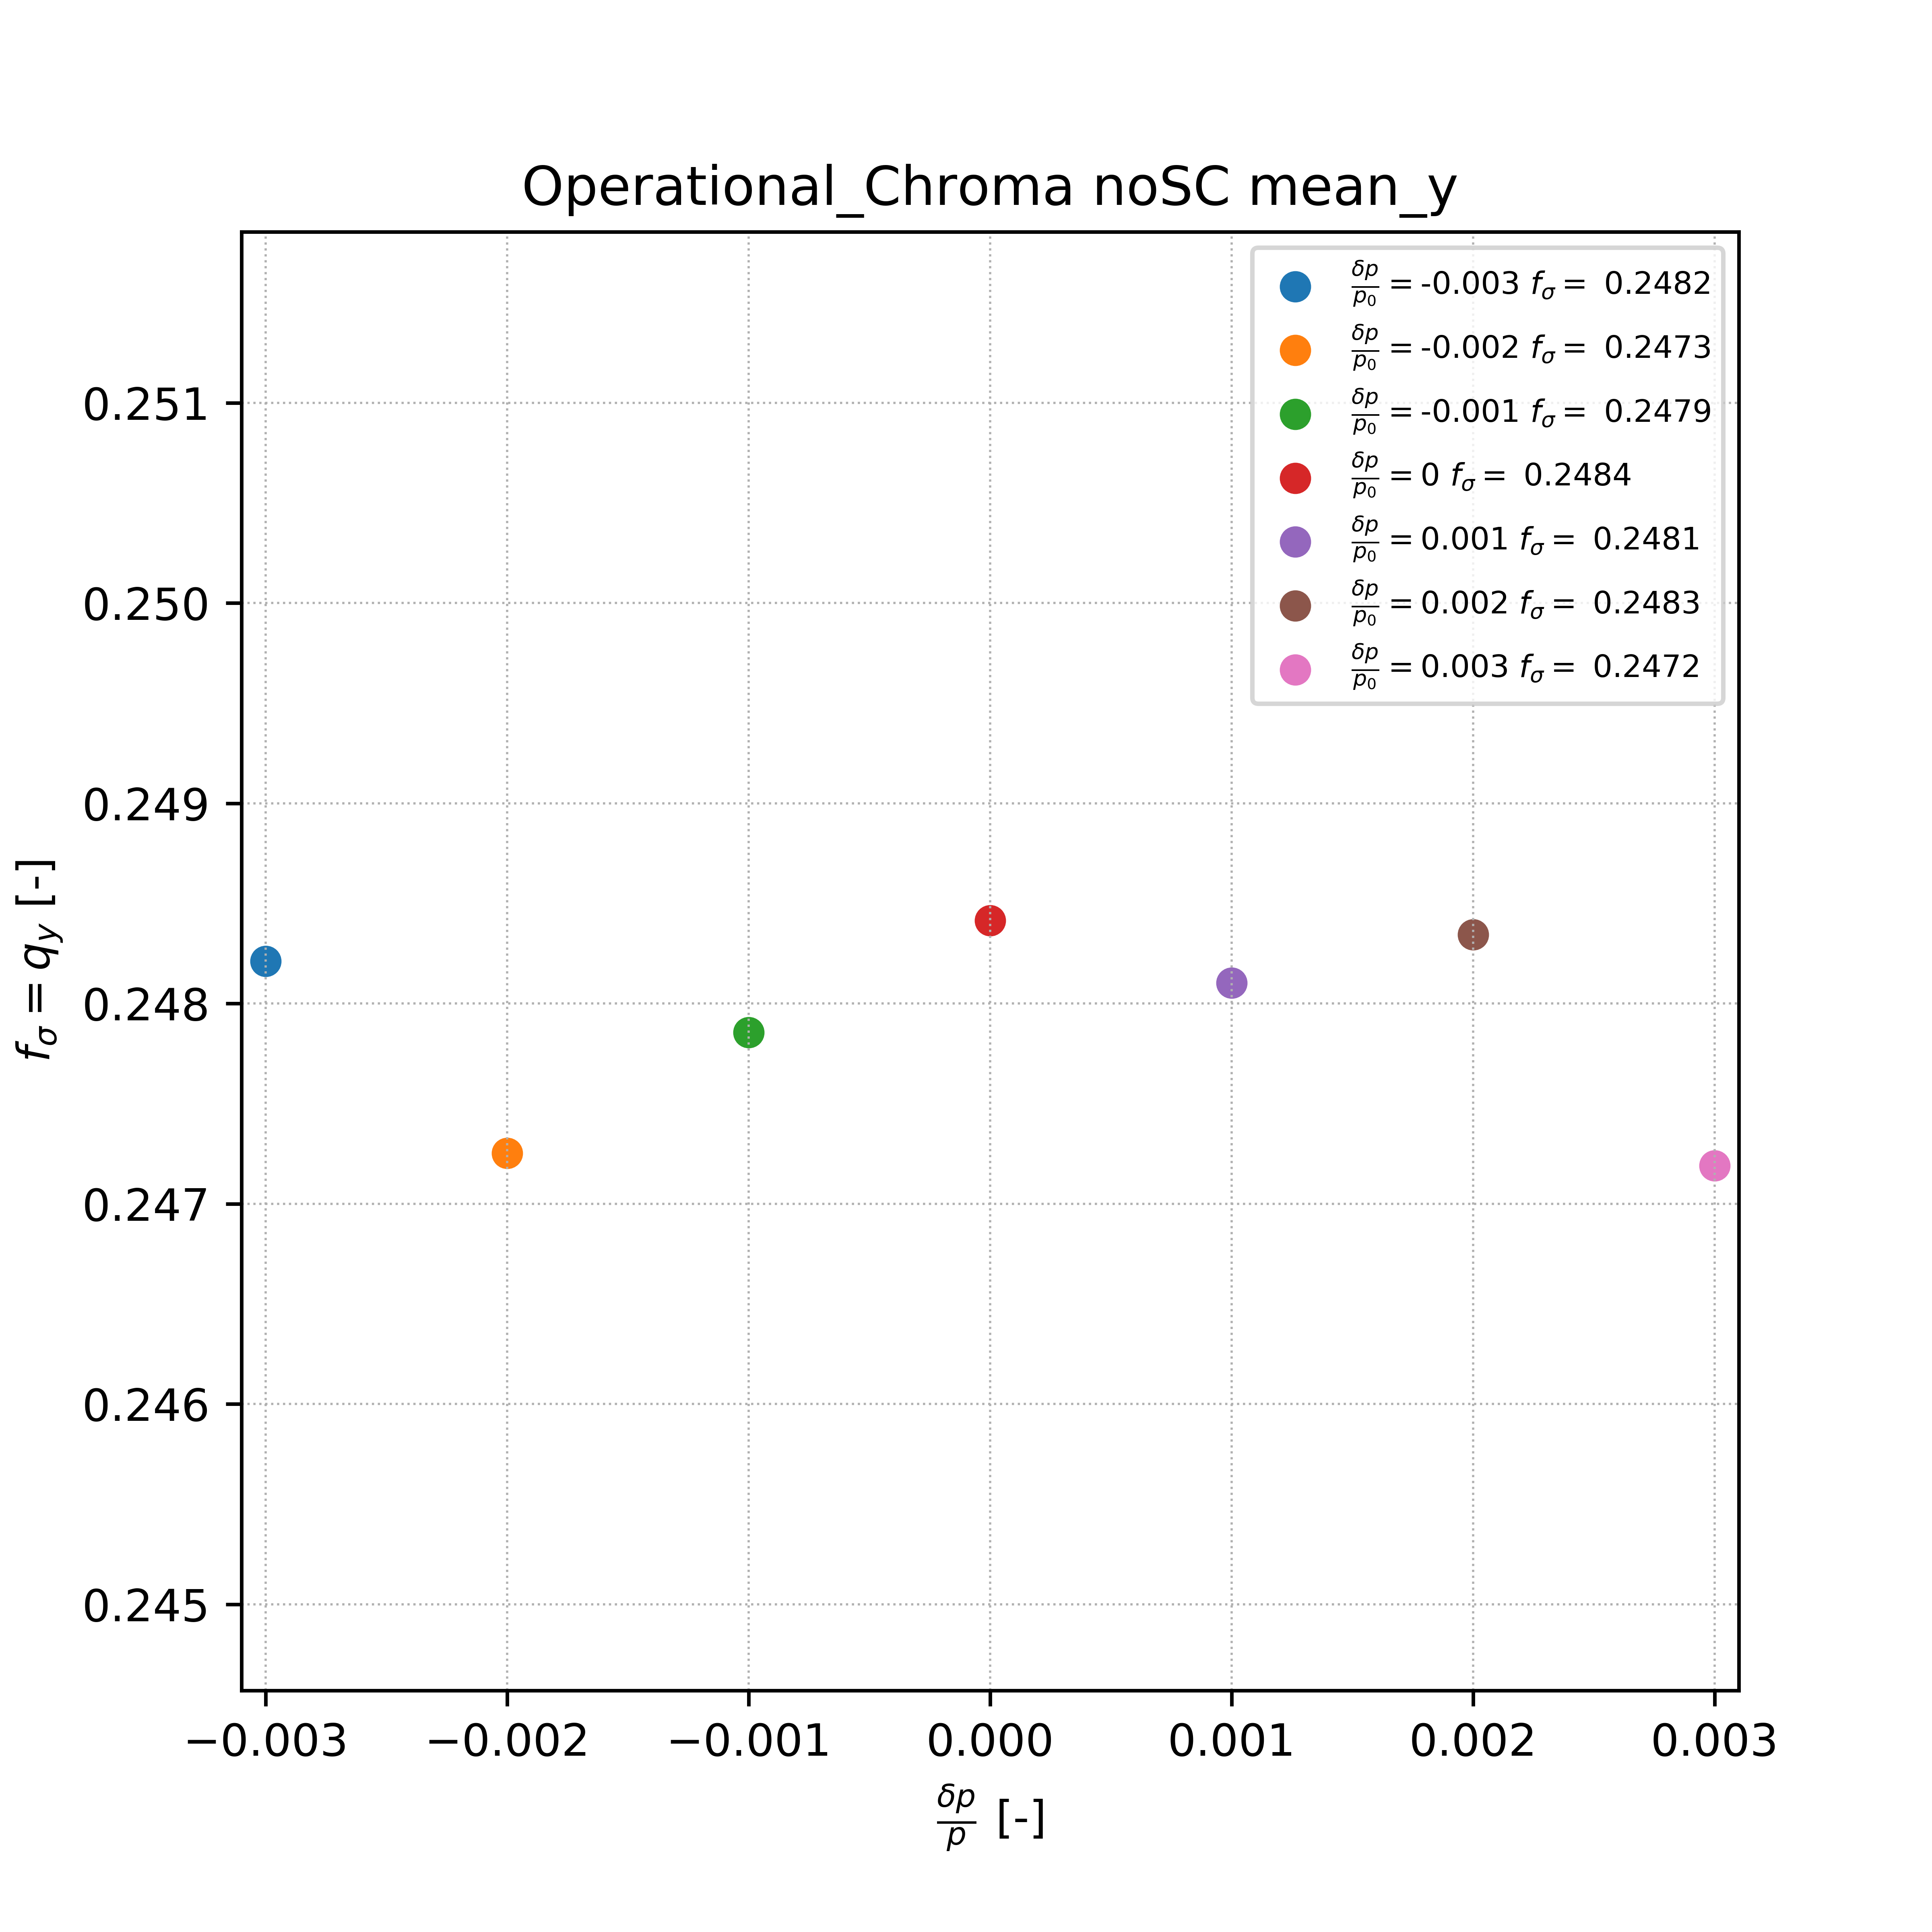 Operational_Chroma noSC mean_y
δp/p₀ = -0.003 fσ = 0.2482
δp/p₀ = -0.002 fσ = 0.2473
δp/p₀ = -0.001 fσ = 0.2479
δp/p₀ = 0 fσ = 0.2484
δp/p₀ = 0.001 fσ = 0.2481
δp/p₀ = 0.002 fσ = 0.2483
δp/p₀ = 0.003 fσ = 0.2472
0.251
0.250
0.249
0.248
0.247
0.246
0.245
fσ = qy [-]
−0.003 −0.002 −0.001 0.000 0.001 0.002 0.003
δp/p [-]